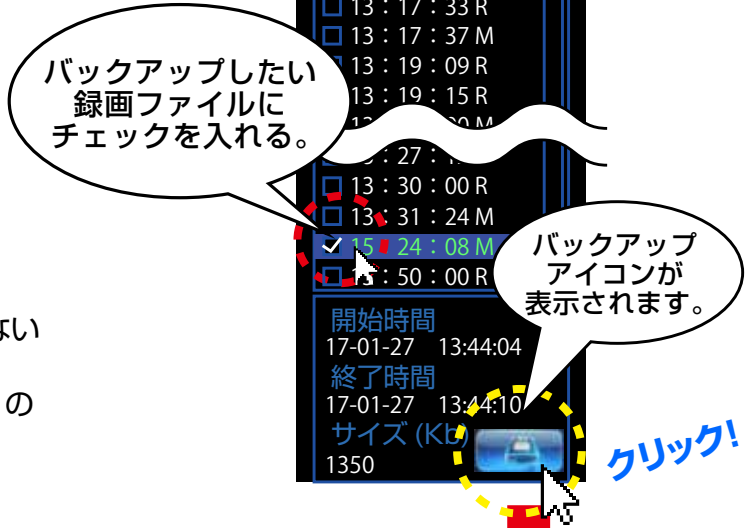 13：17：33 R
13：17：37 M
13：19：09 R
13：19：15 R
バックアップしたい
録画ファイルに
チェックを入れる。
13：30：00 R
13：31：24 M
15：24：08 M
：50：00 R
バックアップ
アイコンが
表示されます。
ない
の
開始時間
17-01-27 13:44:04
終了時間
17-01-27 13:44:10
サイズ (Kb)
1350
クリック!